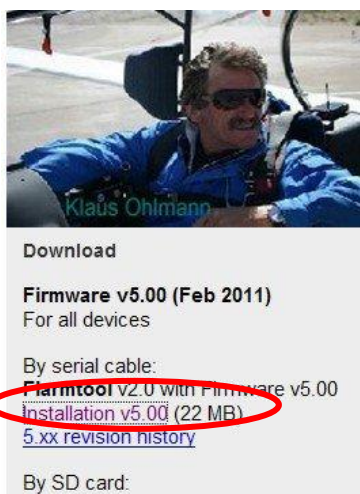 Klaus Ohlmann
Download
Firmware v5.00 (Feb 2011)
For all devices
By serial cable:
Flarmtool v2.0 with Firmware v5.00
Installation v5.00 (22 MB)
5.xx revision history
By SD card: